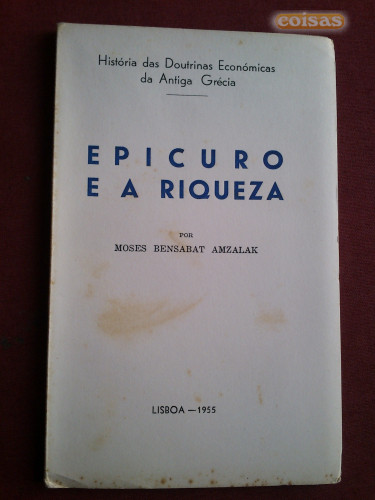 coisas
História das Doutrinas Económicas
da Antiga Grécia
EPICURO
E A RIQUEZA
POR
MOSES BENSABAT AMZALAK
LISBOA — 1955